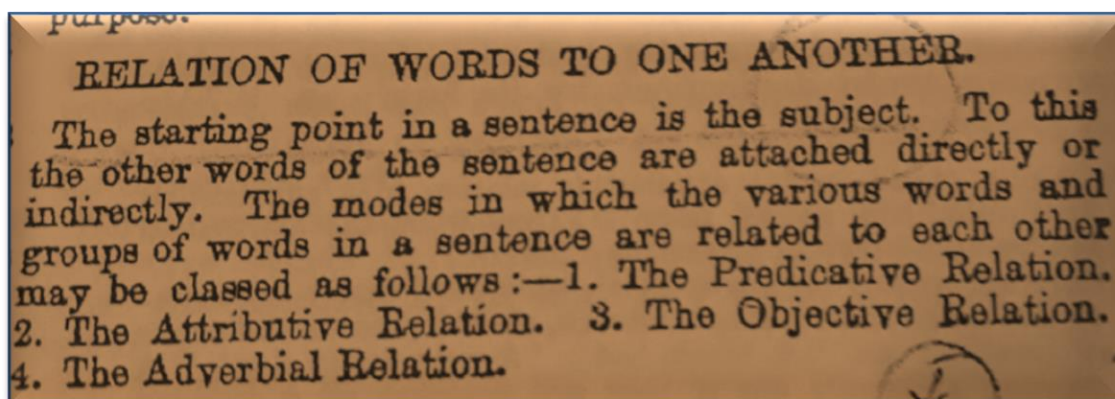 purpose.
RELATION OF WORDS TO ONE ANOTHER.
The starting point in a sentence is the subject. To this
the other words of the sentence are attached directly or
indirectly. The modes in which the various words and
groups of words in a sentence are related to each other
may be classed as follows:—1. The Predicative Relation.
2. The Attributive Relation. 3. The Objective Relation.
4. The Adverbial Relation.